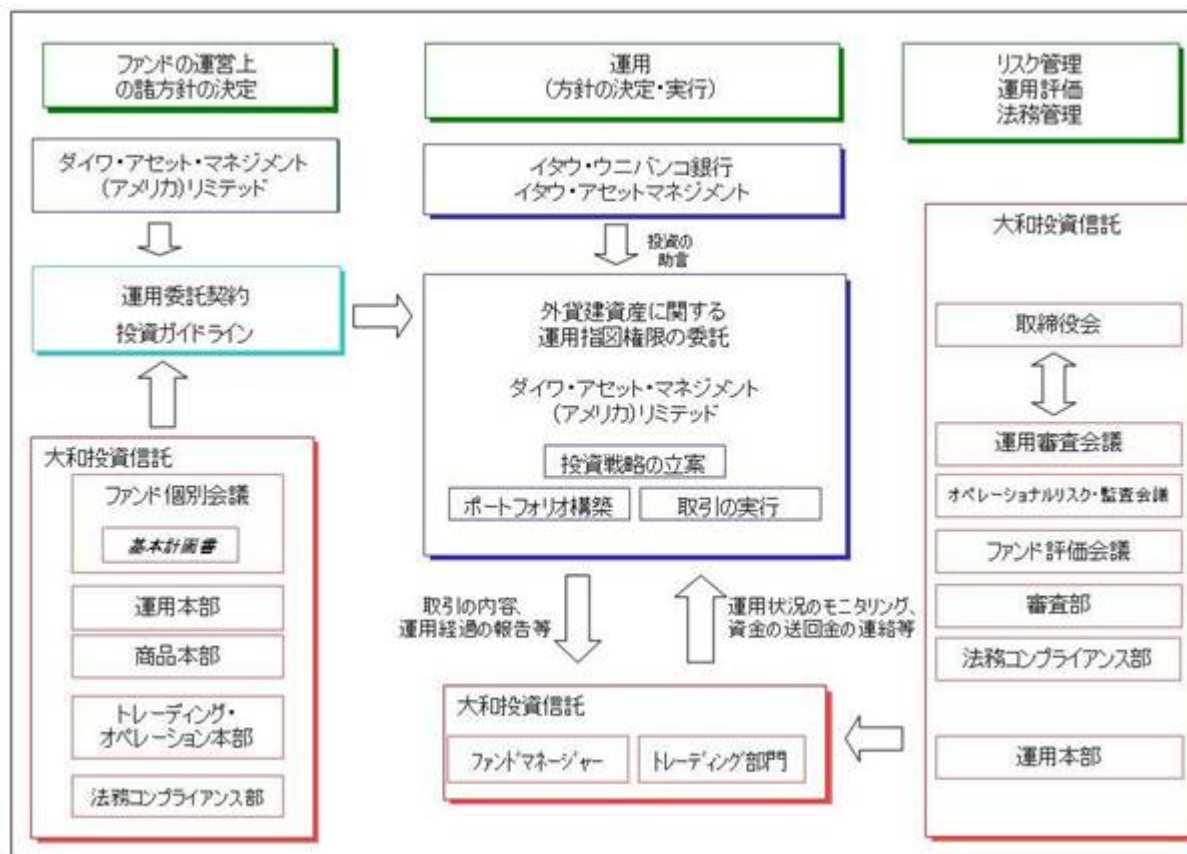 ファンドの運営上
の諸方針の決定
ダイワ・アセット・マネジメント
(アメリカ)リミテッド
運用委託契約
投資ガイドライン
大和投資信託
ファンド個別会議
基本計画書
運用本部
商品本部
トレーディング・
オペレーション本部
法務コンプライアンス部
運用
(方針の決定・実行)
イタウ・ウニバンコ銀行
イタウ・アセットマネジメント
投資の
助言
外貨建資産に関する
運用指図権限の委託
ダイワ・アセット・マネジメント
(アメリカ)リミテッド
投資戦略の立案
ポートフォリオ構築
取引の実行
取引の内容、
運用経過の報告等
運用状況のモニタリング、
資金の送回金の連絡等
大和投資信託
ファンドマネージャー
トレーディング部門
リスク管理
運用評価
法務管理
大和投資信託
取締役会
運用審査会議
オペレーショナルリスク・監査会議
ファンド評価会議
審査部
法務コンプライアンス部
運用本部